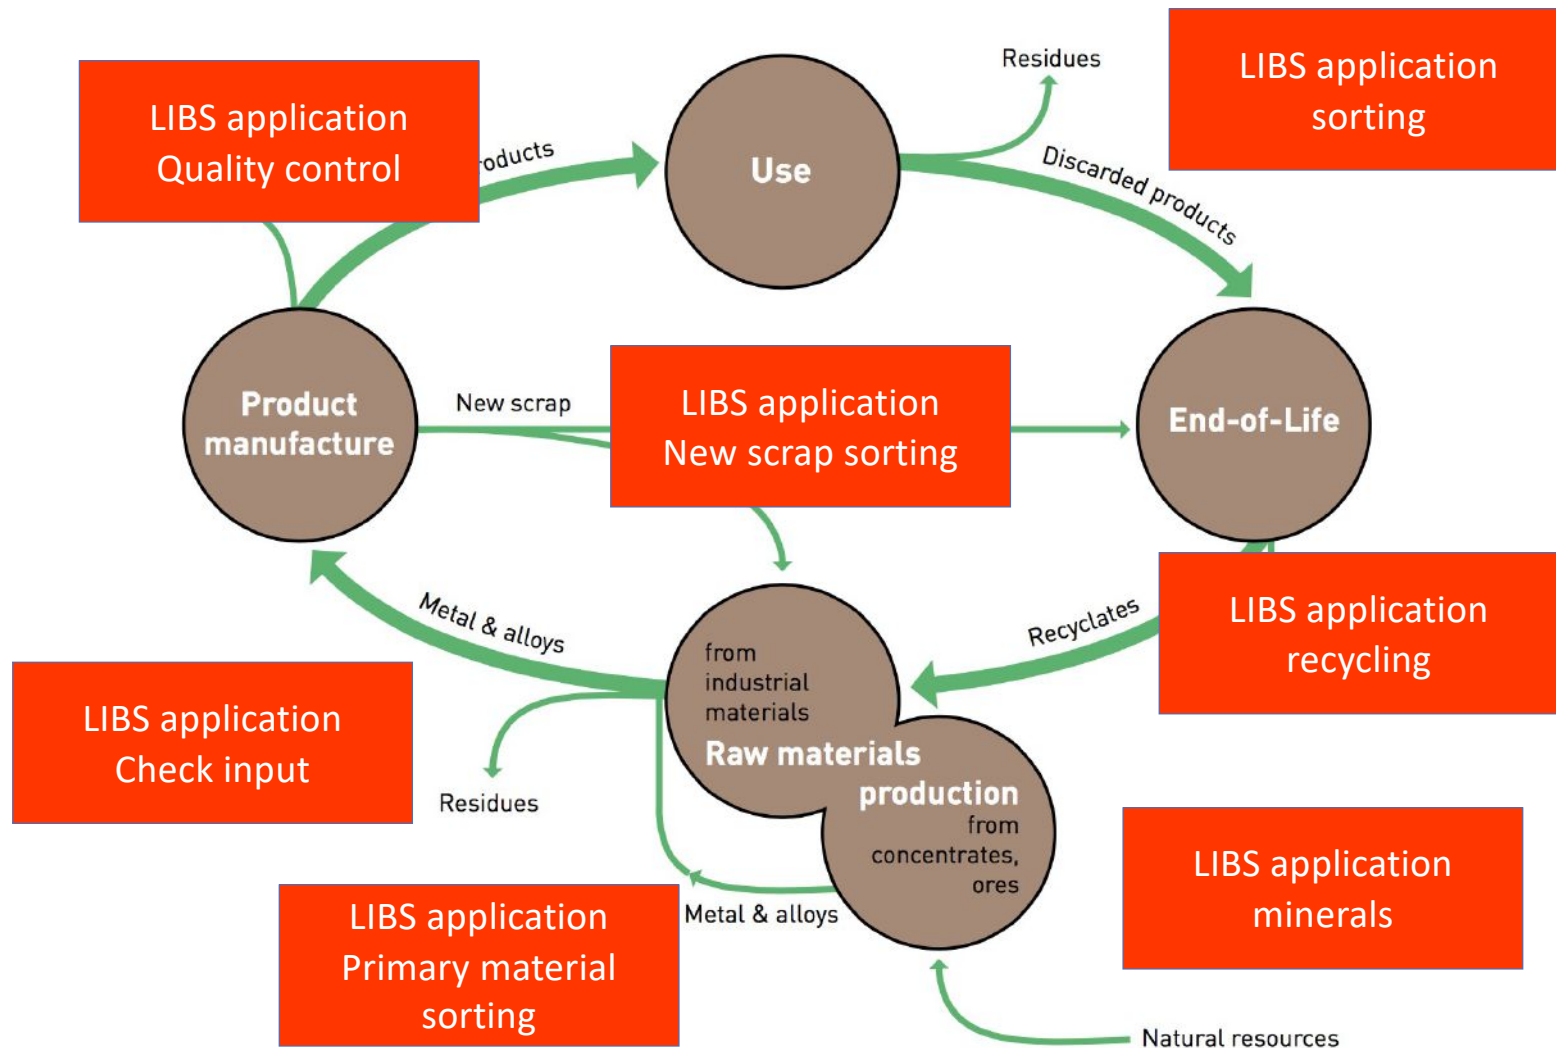 Residues
LIBS application
sorting
LIBS application
Quality control
oducts
Use
Discarded products
Product
manufacture
New scrap
LIBS application
New scrap sorting
End-of-Life
Metal & alloys
from
industrial
materials
Raw materials
production
from
concentrates,
ores
Recyclates
LIBS application
recycling
LIBS application
Check input
Residues
LIBS application
Primary material
sorting
Metal & alloys
LIBS application
minerals
Natural resources